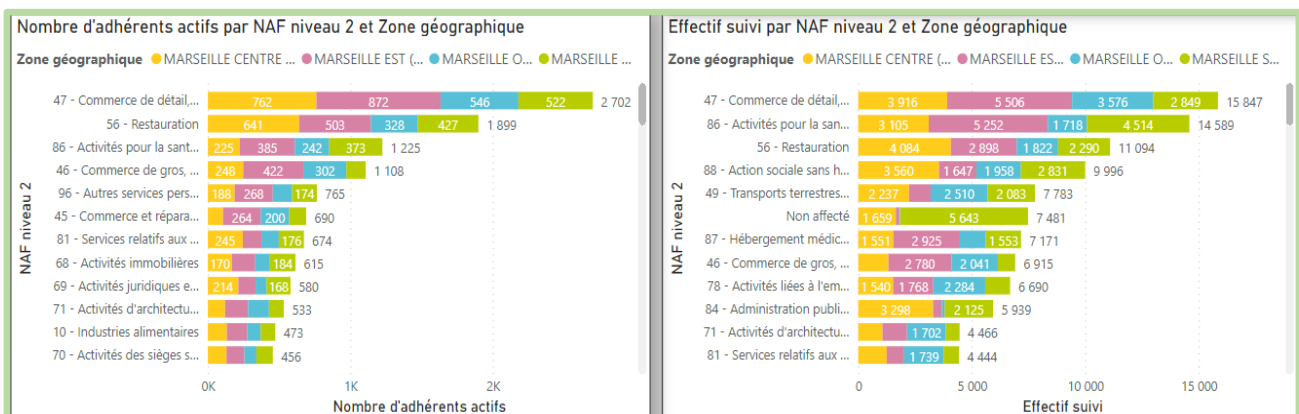 Nombre d'adhérents actifs par NAF niveau 2 et Zone géographique
Zone géographique MARSEILLE CENTRE ... MARSEILLE EST (... MARSEILLE O... MARSEILLE ...
NAF niveau 2
47 - Commerce de détail,... 762 872 546 522 2 702
56 - Restauration 641 503 328 427 1 899
86 - Activités pour la sant... 225 385 242 373 1 225
46 - Commerce de gros, ... 248 422 302 1 108
96 - Autres services pers... 188 268 174 765
45 - Commerce et répara... 264 200 690
81 - Services relatifs aux ... 245 176 674
68 - Activités immobilières 170 184 615
69 - Activités juridiques e... 214 168 580
71 - Activités d'architectu... 533
10 - Industries alimentaires 473
70 - Activités des sièges s... 456
0K 1K 2K
Nombre d'adhérents actifs
Effectif suivi par NAF niveau 2 et Zone géographique
Zone géographique MARSEILLE CENTRE ... MARSEILLE ES... MARSEILLE O... MARSEILLE S...
NAF niveau 2
47 - Commerce de détail,... 3 916 5 506 3 576 2 849 15 847
86 - Activités pour la san... 3 105 5 252 1 718 4 514 14 589
56 - Restauration 4 084 2 898 1 822 2 290 11 094
88 - Action sociale sans h... 3 560 1 647 1 958 2 831 9 996
49 - Transports terrestres... 2 237 2 510 2 083 7 783
Non affecté 1 659 5 643 7 481
87 - Hébergement médic... 1 551 2 925 1 553 7 171
46 - Commerce de gros, ... 2 780 2 041 6 915
78 - Activités liées à l'em... 1 540 1 768 2 284 6 690
84 - Administration publi... 3 298 2 125 5 939
71 - Activités d'architectu... 1 702 4 466
81 - Services relatifs aux ... 1 739 4 444
0 5 000 10 000 15 000
Effectif suivi